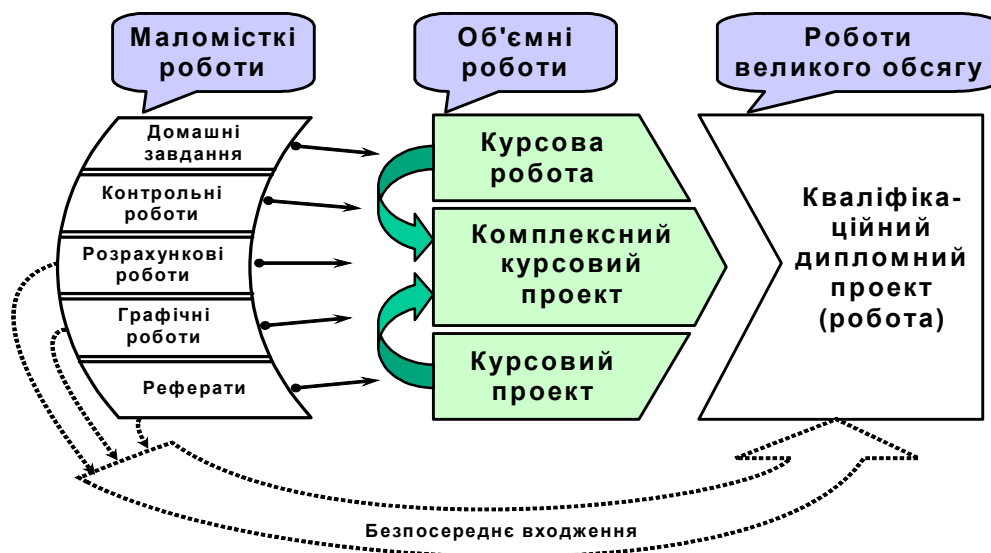 Маломісткі
роботи
Об'ємні
роботи
Роботи
великого обсягу
Домашні
завдання
Контрольні
роботи
Розрахункові
роботи
Графічні
роботи
Реферати
Курсова
робота
Комплексний
курсовий
проект
Курсовий
проект
Кваліфіка-
ційний
дипломний
проект
(робота)
Безпосереднє входження